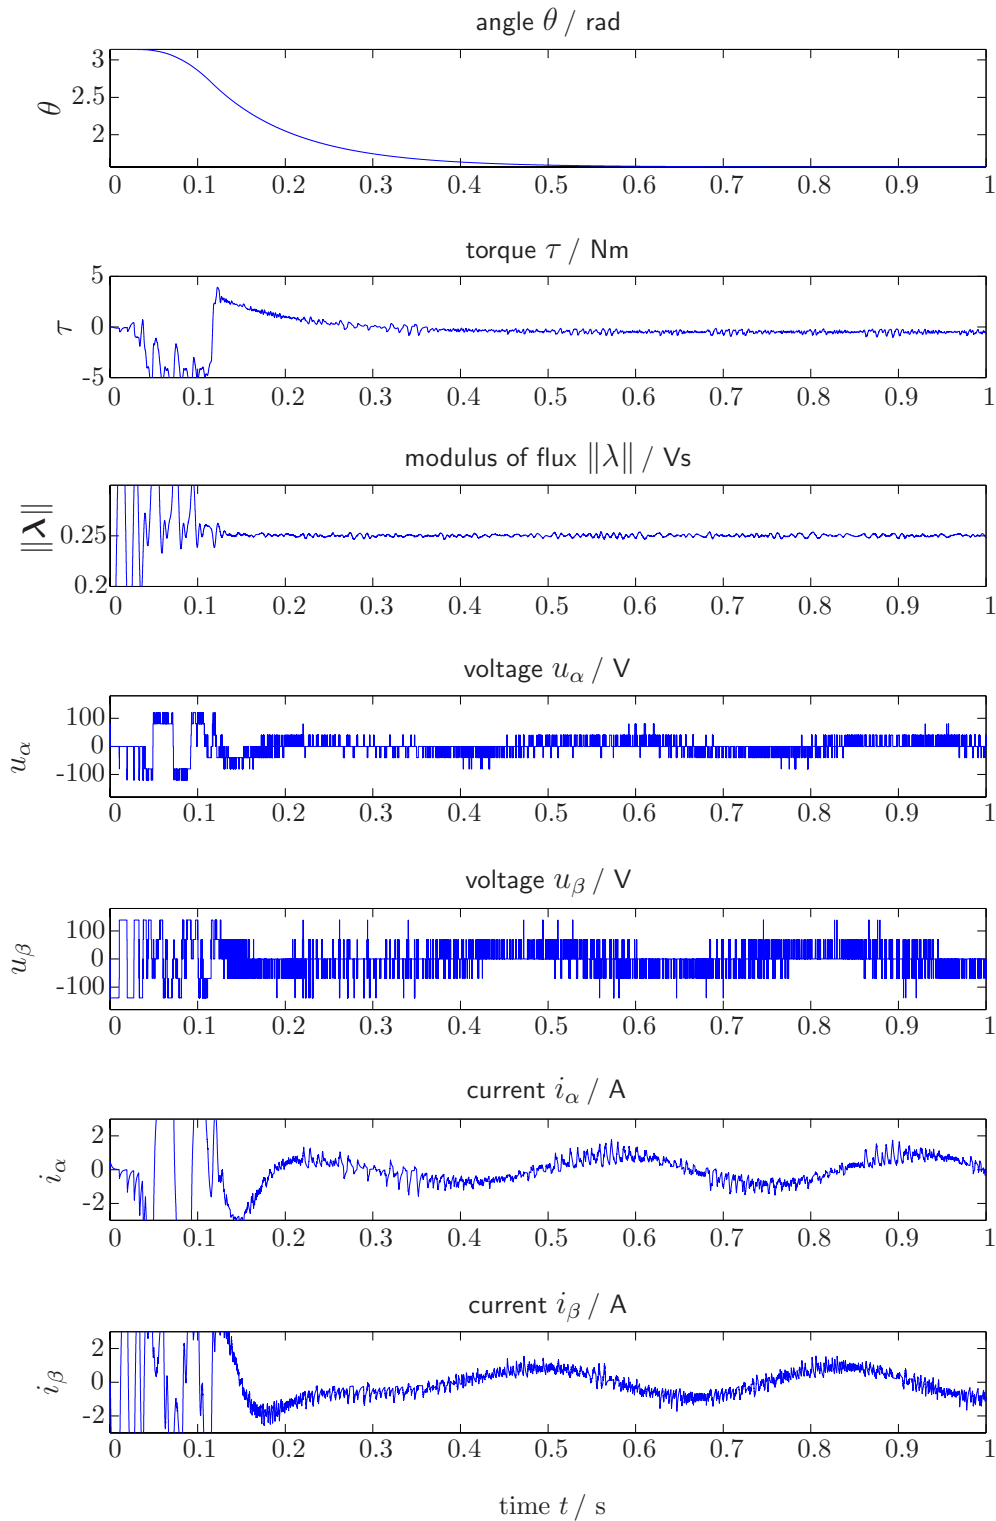 angle θ / rad
3
2.5
2
θ
0 0.1 0.2 0.3 0.4 0.5 0.6 0.7 0.8 0.9 1
torque τ / Nm
5
0
-5
τ
0 0.1 0.2 0.3 0.4 0.5 0.6 0.7 0.8 0.9 1
modulus of flux ‖λ‖ / Vs
0.25
0.2
‖λ‖
0 0.1 0.2 0.3 0.4 0.5 0.6 0.7 0.8 0.9 1
voltage u_α / V
100
0
-100
u_α
0 0.1 0.2 0.3 0.4 0.5 0.6 0.7 0.8 0.9 1
voltage u_β / V
100
0
-100
u_β
0 0.1 0.2 0.3 0.4 0.5 0.6 0.7 0.8 0.9 1
current i_α / A
2
0
-2
i_α
0 0.1 0.2 0.3 0.4 0.5 0.6 0.7 0.8 0.9 1
current i_β / A
2
0
-2
i_β
0 0.1 0.2 0.3 0.4 0.5 0.6 0.7 0.8 0.9 1
time t / s